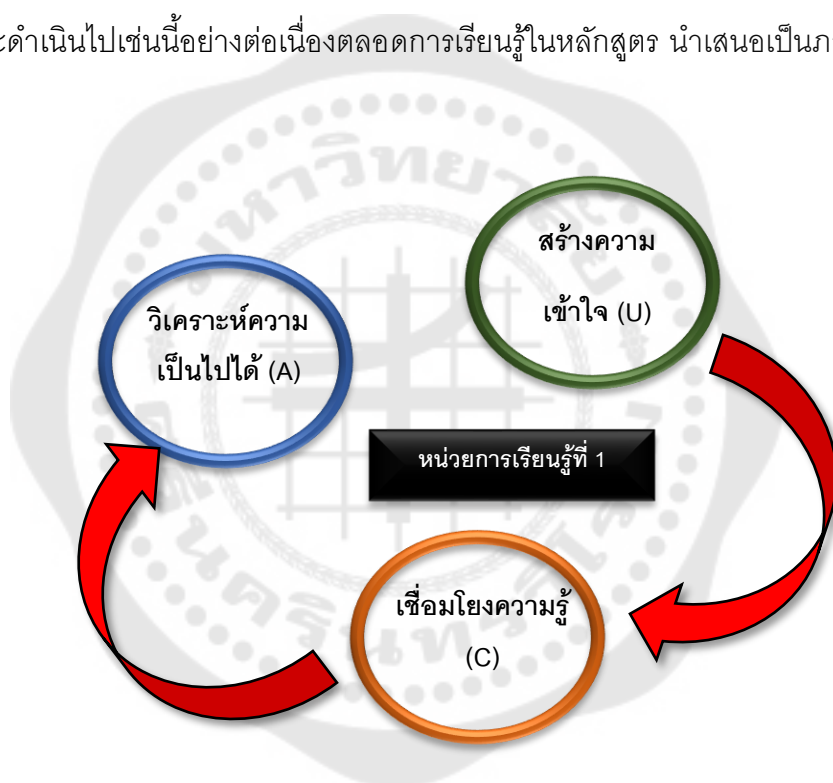 ะดำเนินไปเช่นนี้อย่างต่อเนื่องตลอดการเรียนรู้ในหลักสูตร นำเสนอเป็นภา
สร้างความ
เข้าใจ (U)
วิเคราะห์ความ
เป็นไปได้ (A)
หน่วยการเรียนรู้ที่ 1
เชื่อมโยงความรู้
(C)